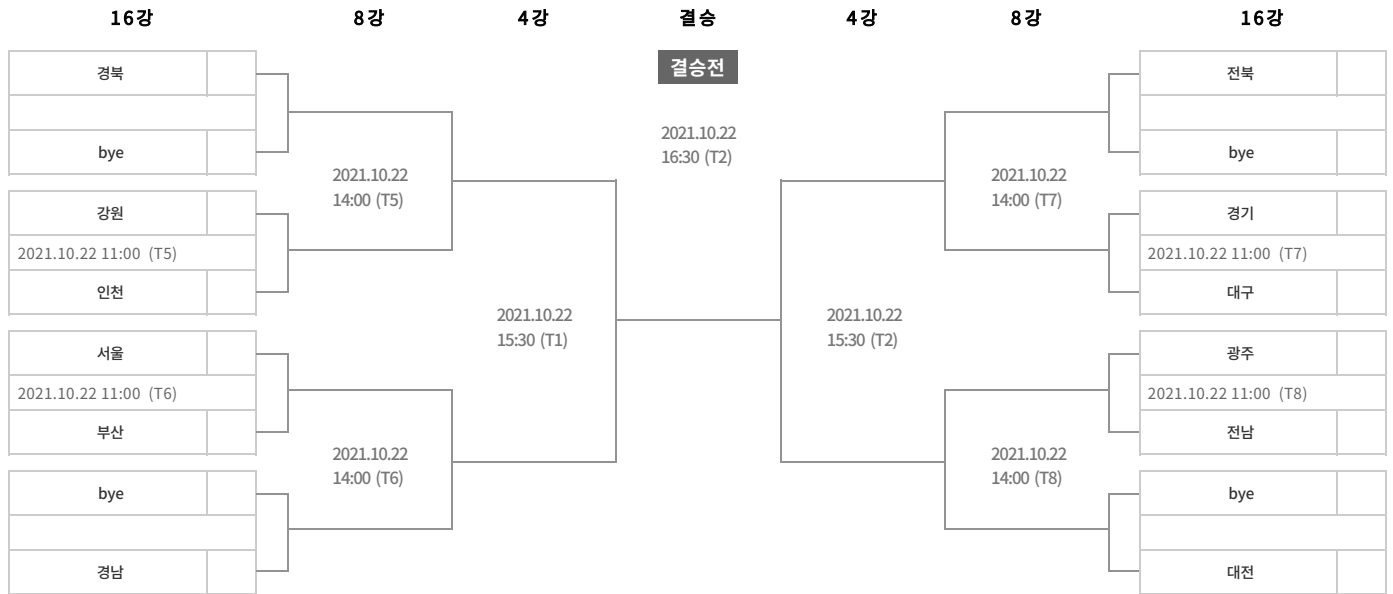 16강 8강 4강 결승 4강 8강 16강
결승전
2021.10.22
16:30 (T2)
경북
bye
강원
2021.10.22 11:00 (T5)
인천
서울
2021.10.22 11:00 (T6)
부산
bye
경남
2021.10.22
14:00 (T5)
2021.10.22
14:00 (T6)
2021.10.22
15:30 (T1)
2021.10.22
15:30 (T2)
2021.10.22
14:00 (T7)
2021.10.22
14:00 (T8)
전북
bye
경기
2021.10.22 11:00 (T7)
대구
광주
2021.10.22 11:00 (T8)
전남
bye
대전